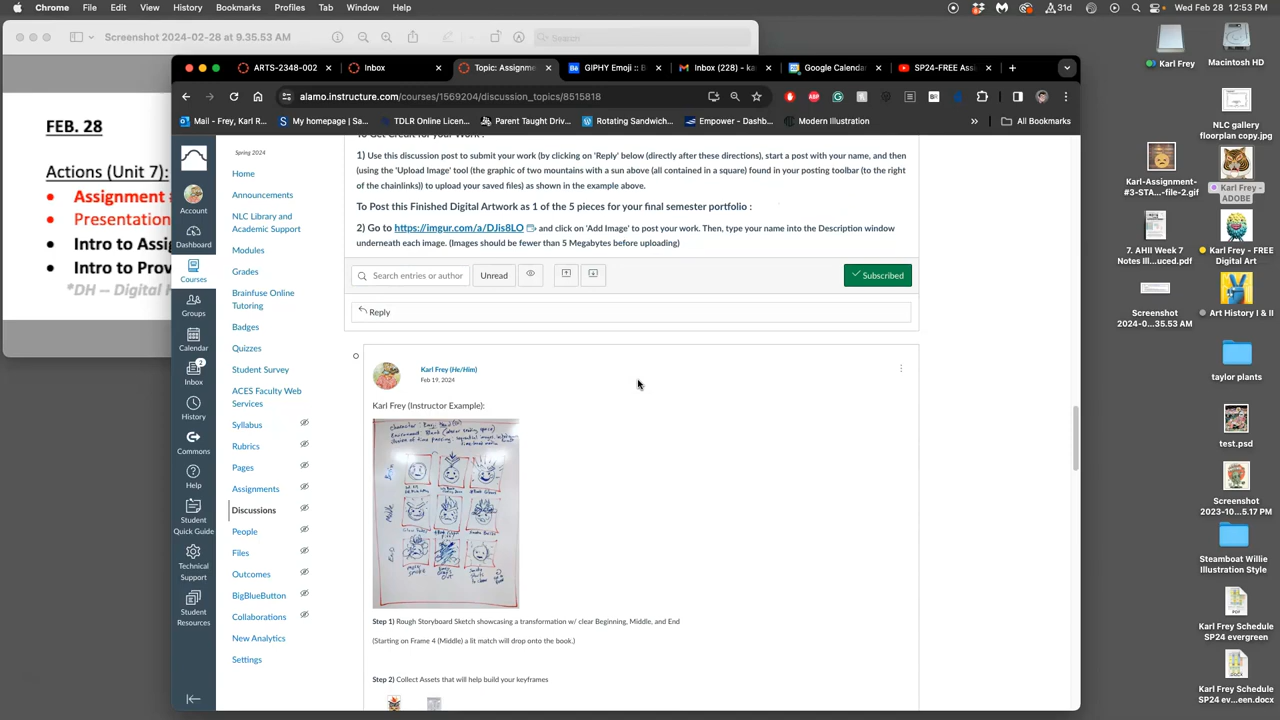 Chrome File Edit View History Bookmarks Profiles Tab Window Help
Wed Feb 28 12:53 PM
Screenshot 2024-02-28 at 9.35.53 AM
Search
FEB. 28
Actions (Unit 7):
Assignment
Presentation
Intro to Assi
Intro to Prov
*DH – Digital H
ARTS-2348-002
Inbox
Topic: Assignme
GIPHY Emoji :: B
Inbox (228) - ka
Google Calenda
SP24-FREE Assi
alamo.instructure.com/courses/1569204/discussion_topics/8515818
Mail - Frey, Karl R...
My homepage | Sa...
TDLR Online Licen...
Parent Taught Driv...
Rotating Sandwich...
Empower - Dashb...
Modern Illustration
All Bookmarks
Account
Dashboard
Courses
Groups
Calendar
2
Inbox
History
Commons
Help
Student
Quick Guide
Technical
Support
Student
Resources
Spring 2024
Home
Announcements
NLC Library and
Academic Support
Modules
Grades
Brainfuse Online
Tutoring
Badges
Quizzes
Student Survey
ACES Faculty Web
Services
Syllabus
Rubrics
Pages
Assignments
Discussions
People
Files
Outcomes
BigBlueButton
Collaborations
New Analytics
Settings
To Get Credit for your Work :
1) Use this discussion post to submit your work (by clicking on 'Reply' below (directly after these directions), start a post with your name, and then
(using the 'Upload Image' tool (the graphic of two mountains with a sun above (all contained in a square) found in your posting toolbar (to the right
of the chainlinks)) to upload your saved files) as shown in the example above.
To Post this Finished Digital Artwork as 1 of the 5 pieces for your final semester portfolio :
2) Go to https://imgur.com/a/DJis8LO and click on 'Add Image' to post your work. Then, type your name into the Description window
underneath each image. (Images should be fewer than 5 Megabytes before uploading)
Search entries or author
Unread
Subscribed
Reply
Karl Frey (He/Him)
Feb 19, 2024
Karl Frey (Instructor Example):
Step 1) Rough Storyboard Sketch showcasing a transformation w/ clear Beginning, Middle, and End
(Starting on Frame 4 (Middle) a lit match will drop onto the book.)
Step 2) Collect Assets that will help build your keyframes
Karl Frey
Macintosh HD
NLC gallery
floorplan copy.jpg
Karl-Assignment-
#3-STA...-file-2.gif
Karl Frey -
ADOBE
7. AHII Week 7
Notes Ill...uced.pdf
Karl Frey - FREE
Digital Art
Screenshot
2024-0...35.53 AM
Art History I & II
taylor plants
test.psd
Screenshot
2023-10...5.17 PM
Steamboat Willie
Illustration Style
Karl Frey Schedule
SP24 evergreen
Karl Frey Schedule
SP24 ev...een.docx